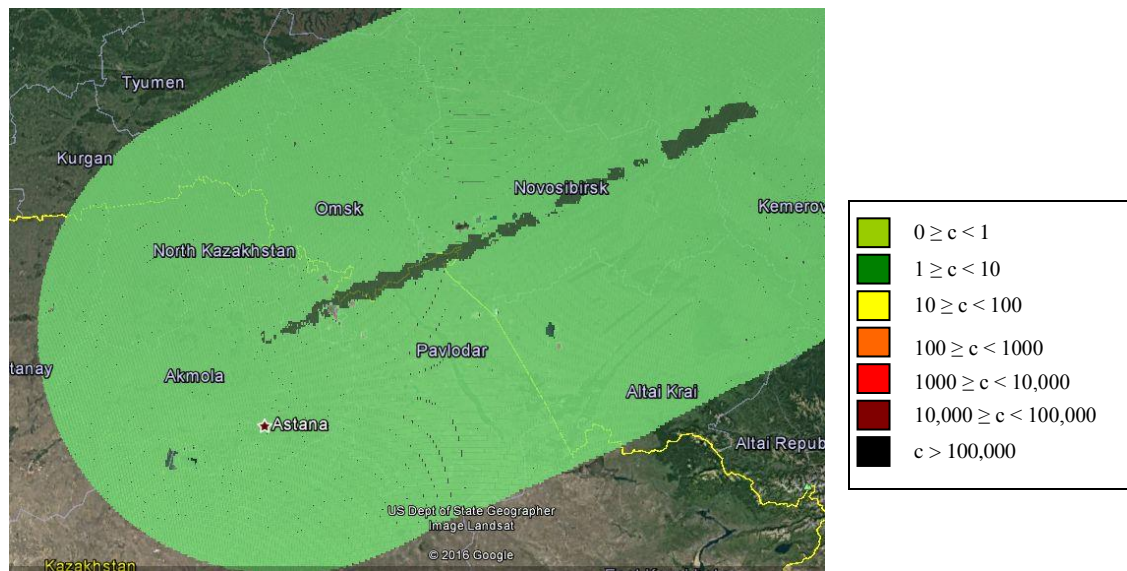 Tyumen
Kurgan
Omsk
Novosibirsk
Kemerov
North Kazakhstan
tanay
Akmola
Pavlodar
Altai Krai
Astana
Altai Repub
US Dept of State Geographer
Image Landsat
© 2016 Google
Kazakhstan
0 ≥ c < 1
1 ≥ c < 10
10 ≥ c < 100
100 ≥ c < 1000
1000 ≥ c < 10,000
10,000 ≥ c < 100,000
c > 100,000